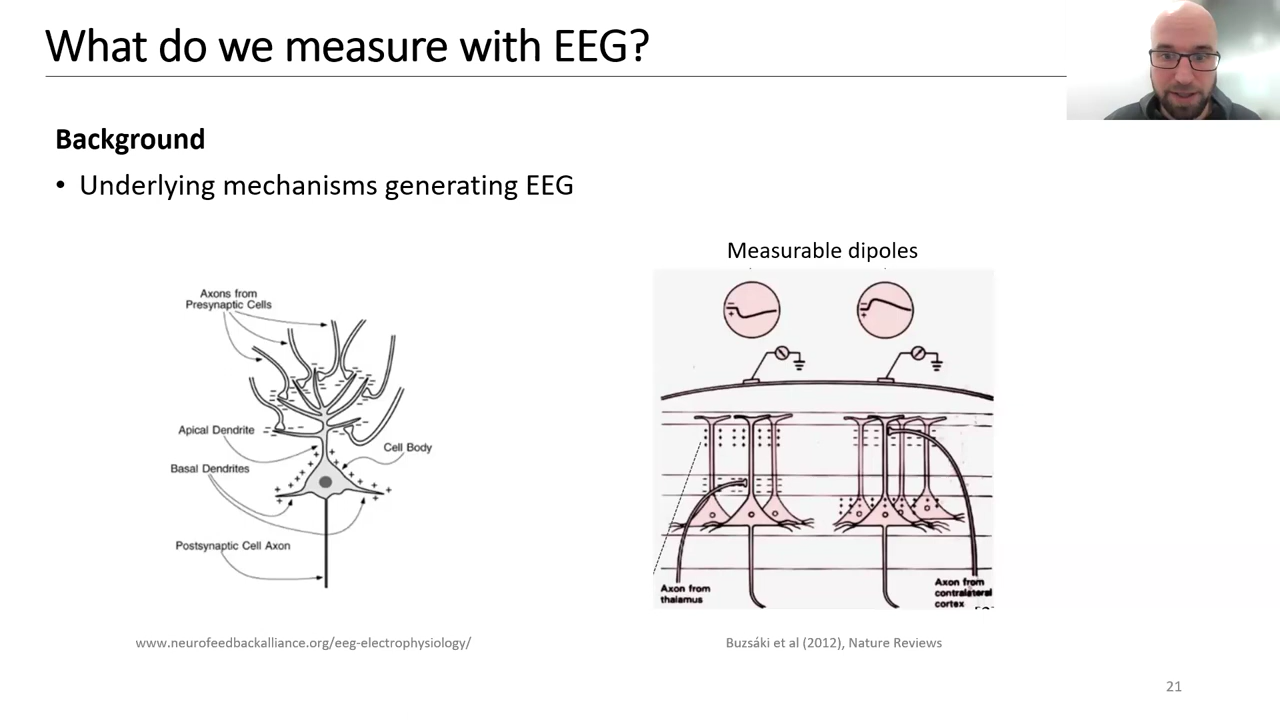 What do we measure with EEG?
Background
• Underlying mechanisms generating EEG
Measurable dipoles
Axons from
Presynaptic Cells
Apical Dendrite
Cell Body
Basal Dendrites
Postsynaptic Cell Axon
Axon from
thalamus
Axon from
contralateral
cortex
www.neurofeedbackalliance.org/eeg-electrophysiology/
Buzsáki et al (2012), Nature Reviews
21